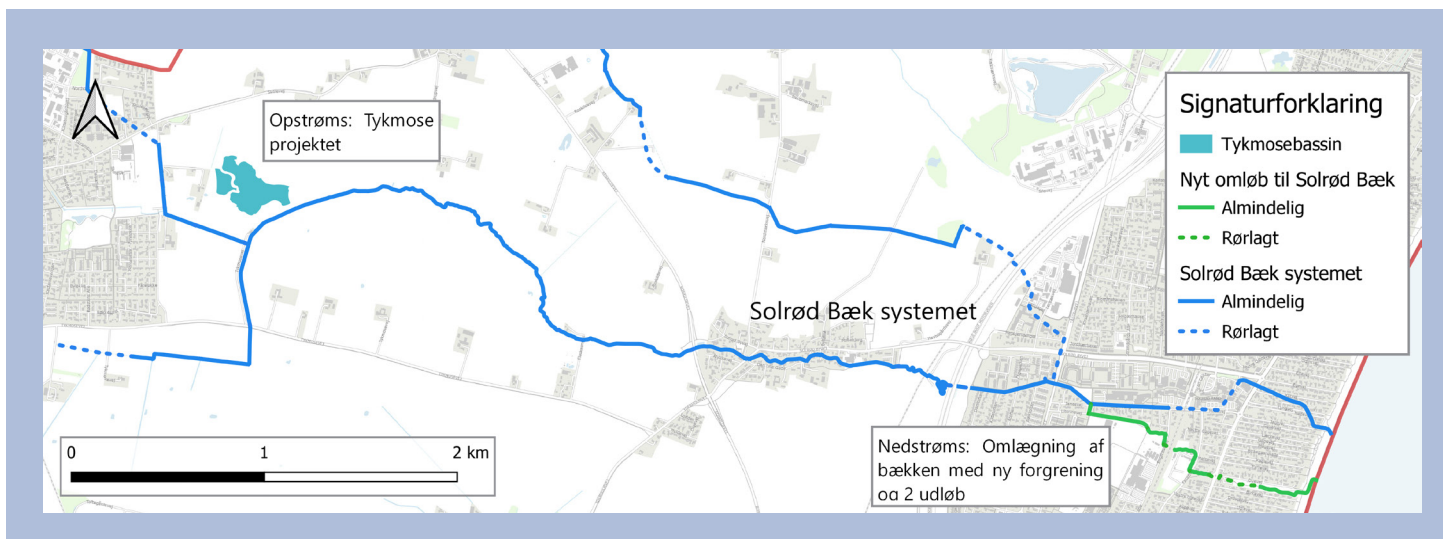 Opstrøms: Tykmose
projektet
Signaturforklaring
Tykmosebassin
Nyt omløb til Solrød Bæk
Almindelig
Rørlagt
Solrød Bæk systemet
Almindelig
Rørlagt
Solrød Bæk systemet
Nedstrøms: Omlægning af
bækken med ny forgrening
og 2 udløb
0 1 2 km